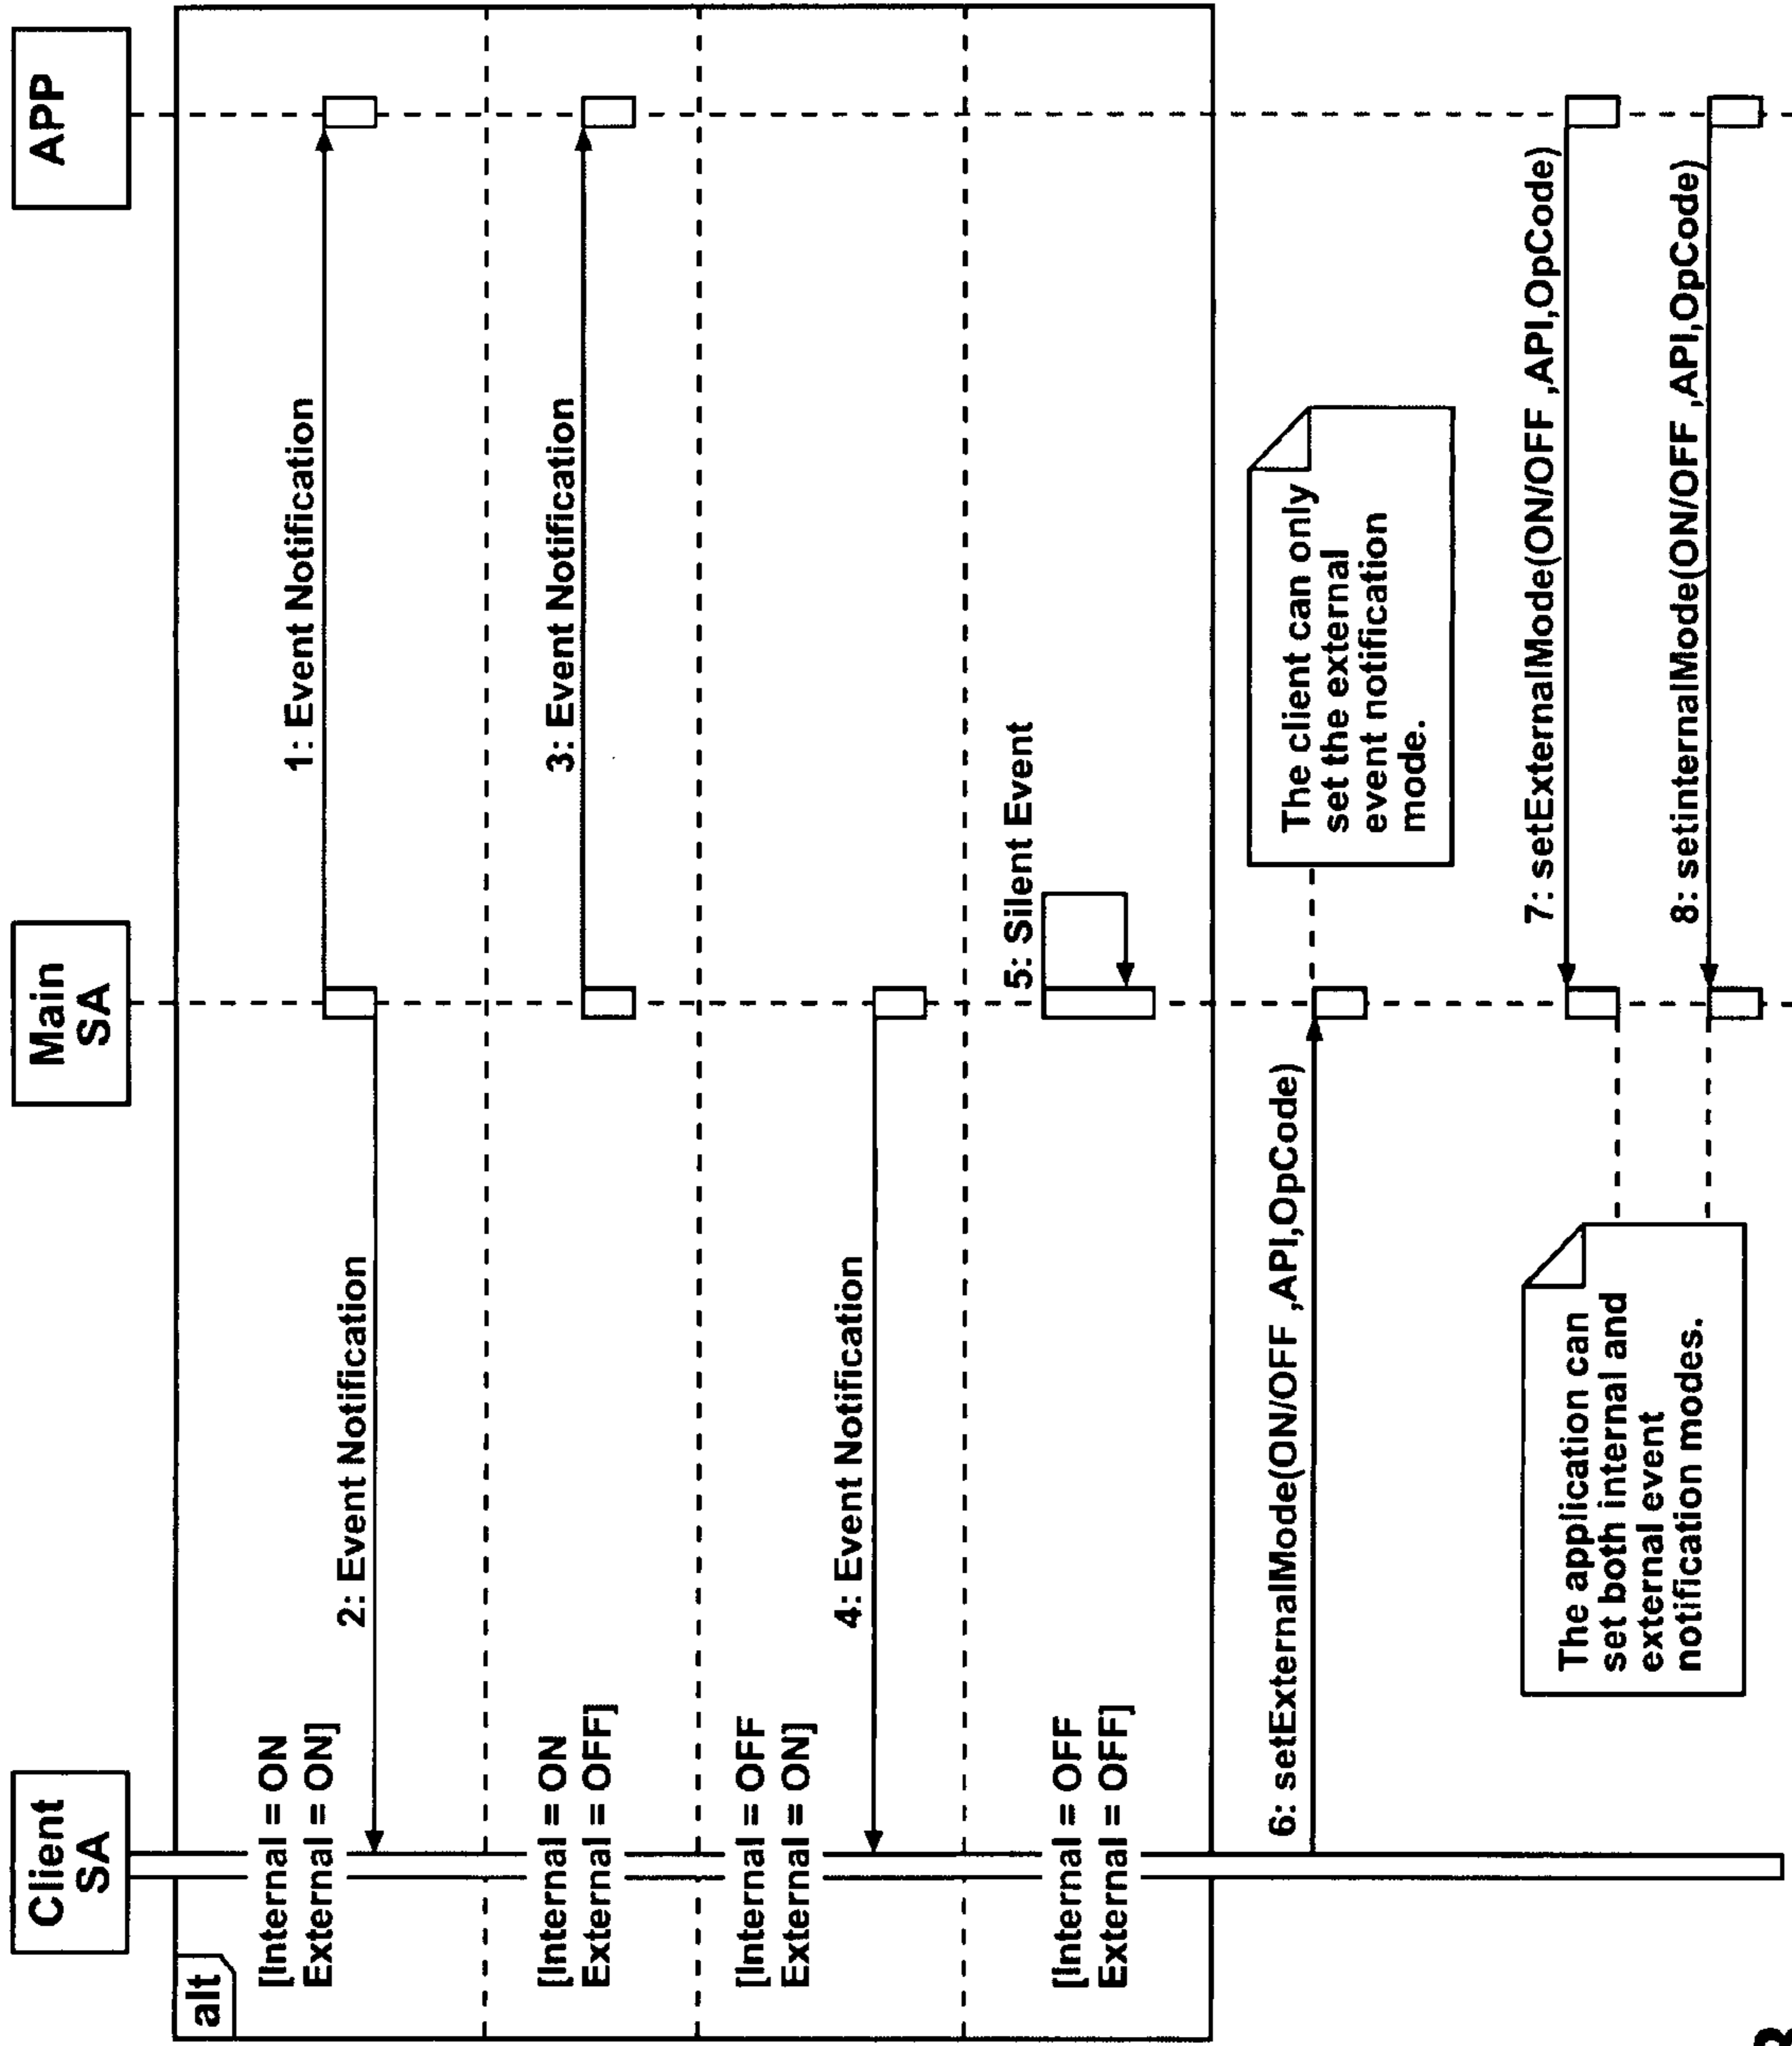 Client
SA
Main
SA
APP
alt
[Internal = ON
External = ON]
1: Event Notification
2: Event Notification
[Internal = ON
External = OFF]
3: Event Notification
[Internal = OFF
External = ON]
4: Event Notification
[Internal = OFF
External = OFF]
5: Silent Event
6: setExternalMode(ON/OFF ,API,OpCode)
The client can only
set the external
event notification
mode.
7: setExternalMode(ON/OFF ,API,OpCode)
The application can
set both internal and
external event
notification modes.
8: setinternalMode(ON/OFF ,API,OpCode)